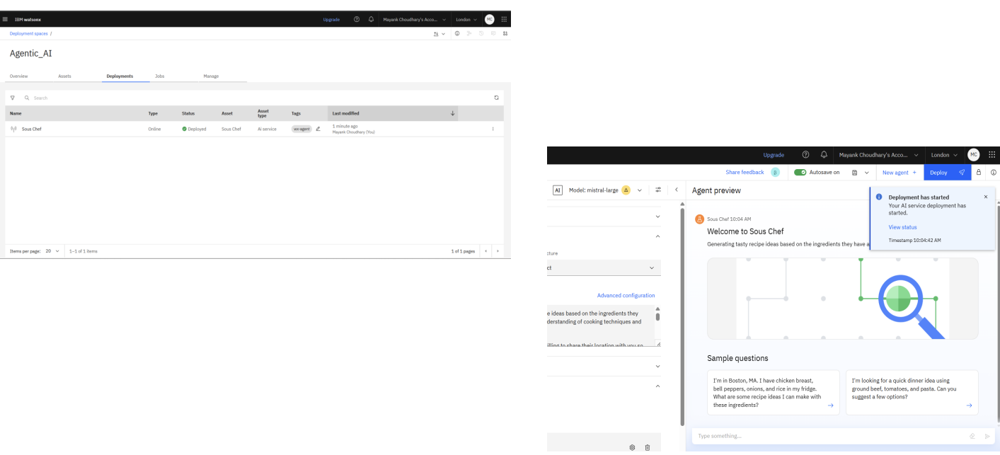 IBM watsonx
Upgrade
Mayank Choudhary's Acco...
London
MC
Deployment spaces /
Agentic_AI
Overview Assets Deployments Jobs Manage
Search
Name Type Status Asset Asset type Tags Last modified
Sous Chef Online Deployed Sous Chef AI service wx-agent 1 minute ago
Mayank Choudhary (You)
Items per page: 20 1–1 of 1 items 1 of 1 pages
Upgrade
Mayank Choudhary's Acco...
London
MC
Share feedback β Autosave on New agent + Deploy
AI Model: mistral-large
Agent preview
Deployment has started
Your AI service deployment has
started.
View status
Timestamp 10:04:42 AM
Sous Chef 10:04 AM
Welcome to Sous Chef
Generating tasty recipe ideas based on the ingredients they have a
cture
ct
Advanced configuration
e ideas based on the ingredients they
derstanding of cooking techniques and
illing to share their location with you so
Sample questions
I'm in Boston, MA. I have chicken breast,
bell peppers, onions, and rice in my fridge.
What are some recipe ideas I can make with
these ingredients?
I'm looking for a quick dinner idea using
ground beef, tomatoes, and pasta. Can you
suggest a few options?
Type something...